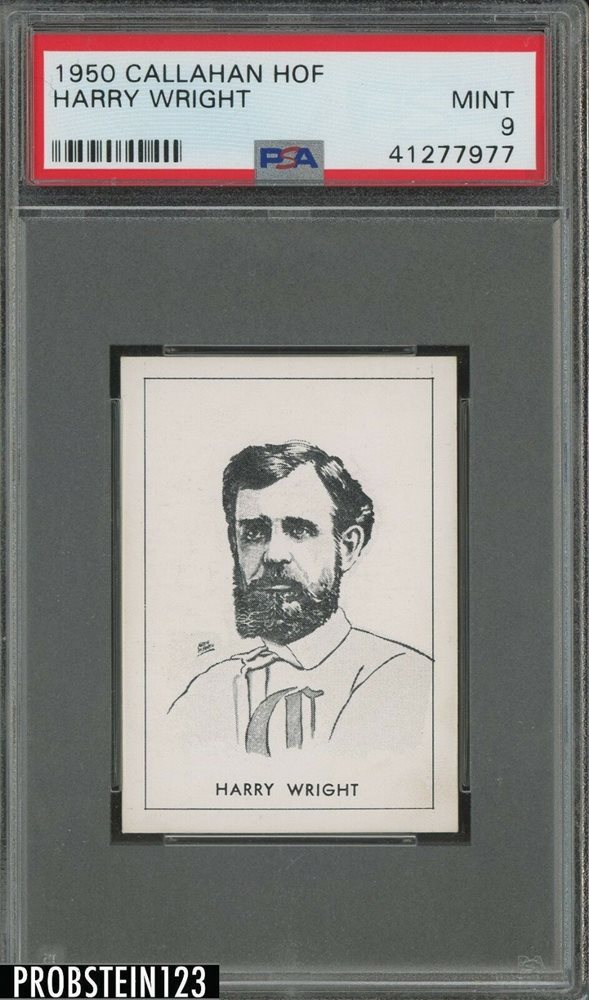 1950 CALLAHAN HOF
HARRY WRIGHT MINT
9
PSA 41277977
HARRY WRIGHT
PROBSTEIN123